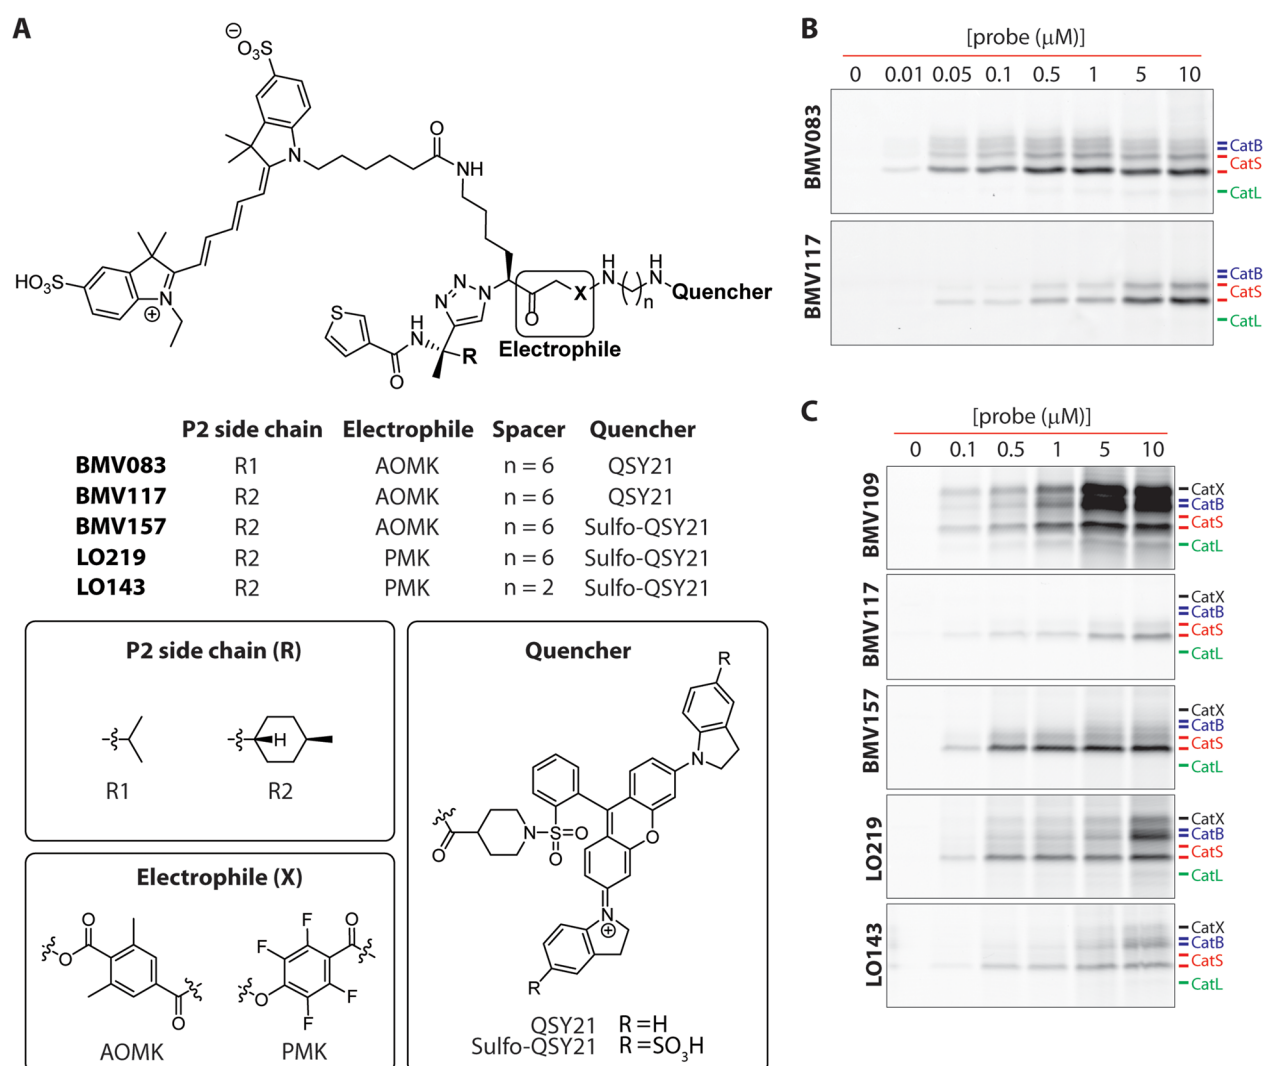 A
⊖
O₃S
N
O
NH
HO₃S
N
⊕
N
N
N
S
H
N
O
R
O
X
H
N
n
H
N
Quencher
Electrophile
P2 side chain Electrophile Spacer Quencher
BMV083 R1 AOMK n = 6 QSY21
BMV117 R2 AOMK n = 6 QSY21
BMV157 R2 AOMK n = 6 Sulfo-QSY21
LO219 R2 PMK n = 6 Sulfo-QSY21
LO143 R2 PMK n = 2 Sulfo-QSY21
P2 side chain (R)
H
R1 R2
Electrophile (X)
O
O
O
AOMK
F
F
O
O
F
F
PMK
Quencher
R
N
O
N
S
O
O
O
N
⊕
R
QSY21 R =H
Sulfo-QSY21 R =SO₃H
B
[probe (μM)]
0 0.01 0.05 0.1 0.5 1 5 10
BMV083
CatB
CatS
CatL
BMV117
CatB
CatS
CatL
C
[probe (μM)]
0 0.1 0.5 1 5 10
BMV109
CatX
CatB
CatS
CatL
BMV117
CatX
CatB
CatS
CatL
BMV157
CatX
CatB
CatS
CatL
LO219
CatX
CatB
CatS
CatL
LO143
CatX
CatB
CatS
CatL